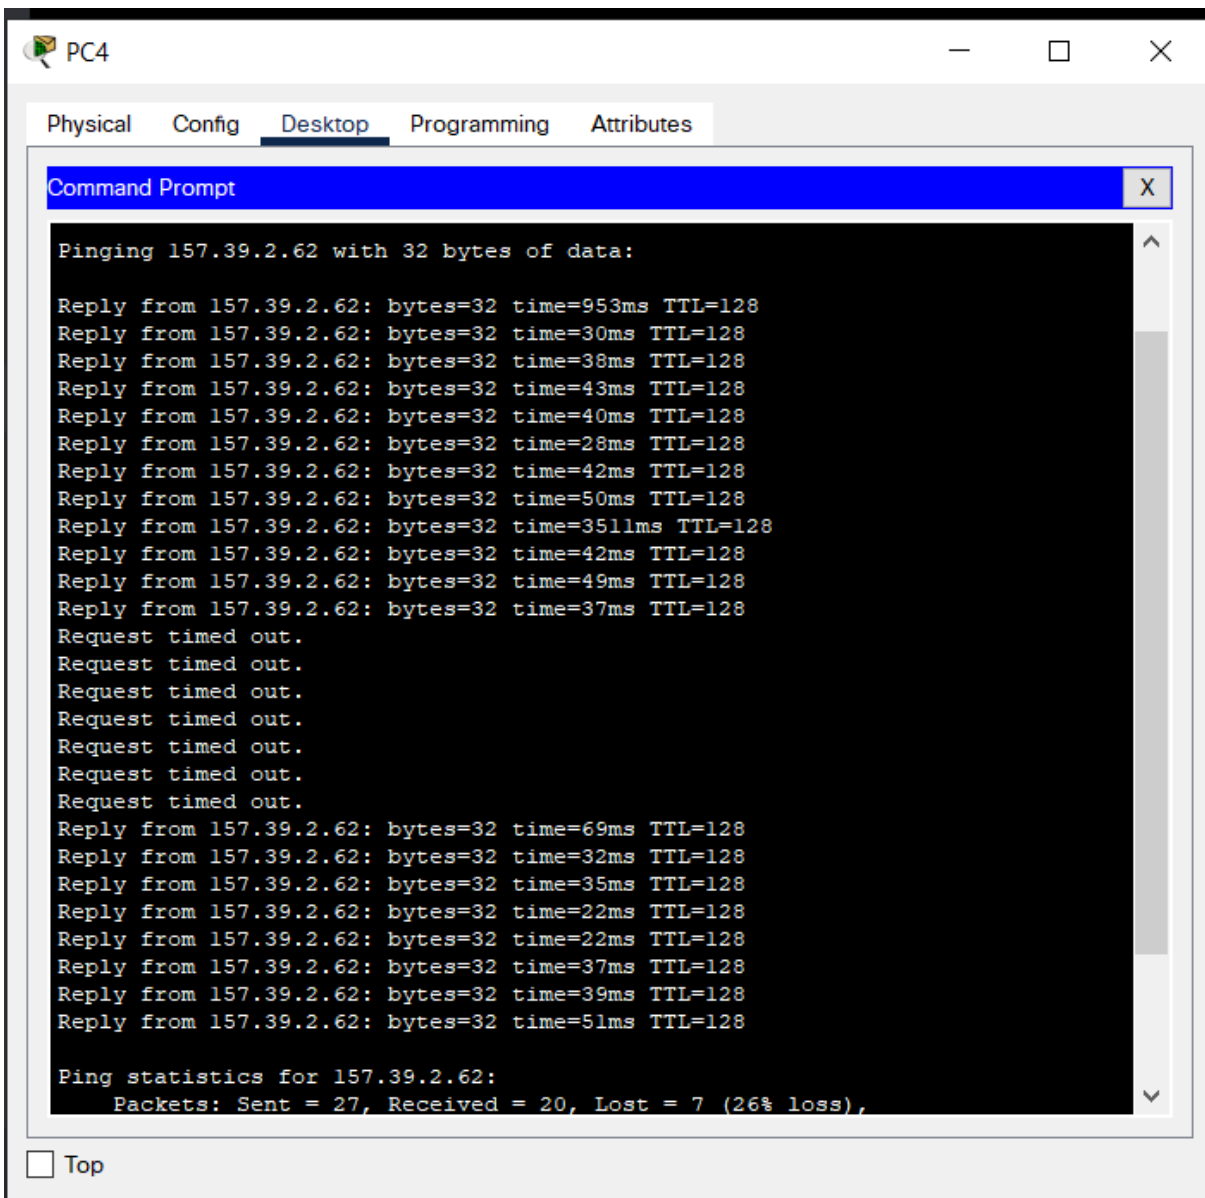 PC4
Physical Config Desktop Programming Attributes
Command Prompt
X
Pinging 157.39.2.62 with 32 bytes of data:
Reply from 157.39.2.62: bytes=32 time=953ms TTL=128
Reply from 157.39.2.62: bytes=32 time=30ms TTL=128
Reply from 157.39.2.62: bytes=32 time=38ms TTL=128
Reply from 157.39.2.62: bytes=32 time=43ms TTL=128
Reply from 157.39.2.62: bytes=32 time=40ms TTL=128
Reply from 157.39.2.62: bytes=32 time=28ms TTL=128
Reply from 157.39.2.62: bytes=32 time=42ms TTL=128
Reply from 157.39.2.62: bytes=32 time=50ms TTL=128
Reply from 157.39.2.62: bytes=32 time=3511ms TTL=128
Reply from 157.39.2.62: bytes=32 time=42ms TTL=128
Reply from 157.39.2.62: bytes=32 time=49ms TTL=128
Reply from 157.39.2.62: bytes=32 time=37ms TTL=128
Request timed out.
Request timed out.
Request timed out.
Request timed out.
Request timed out.
Request timed out.
Request timed out.
Reply from 157.39.2.62: bytes=32 time=69ms TTL=128
Reply from 157.39.2.62: bytes=32 time=32ms TTL=128
Reply from 157.39.2.62: bytes=32 time=35ms TTL=128
Reply from 157.39.2.62: bytes=32 time=22ms TTL=128
Reply from 157.39.2.62: bytes=32 time=22ms TTL=128
Reply from 157.39.2.62: bytes=32 time=37ms TTL=128
Reply from 157.39.2.62: bytes=32 time=39ms TTL=128
Reply from 157.39.2.62: bytes=32 time=51ms TTL=128
Ping statistics for 157.39.2.62:
Packets: Sent = 27, Received = 20, Lost = 7 (26% loss),
Top